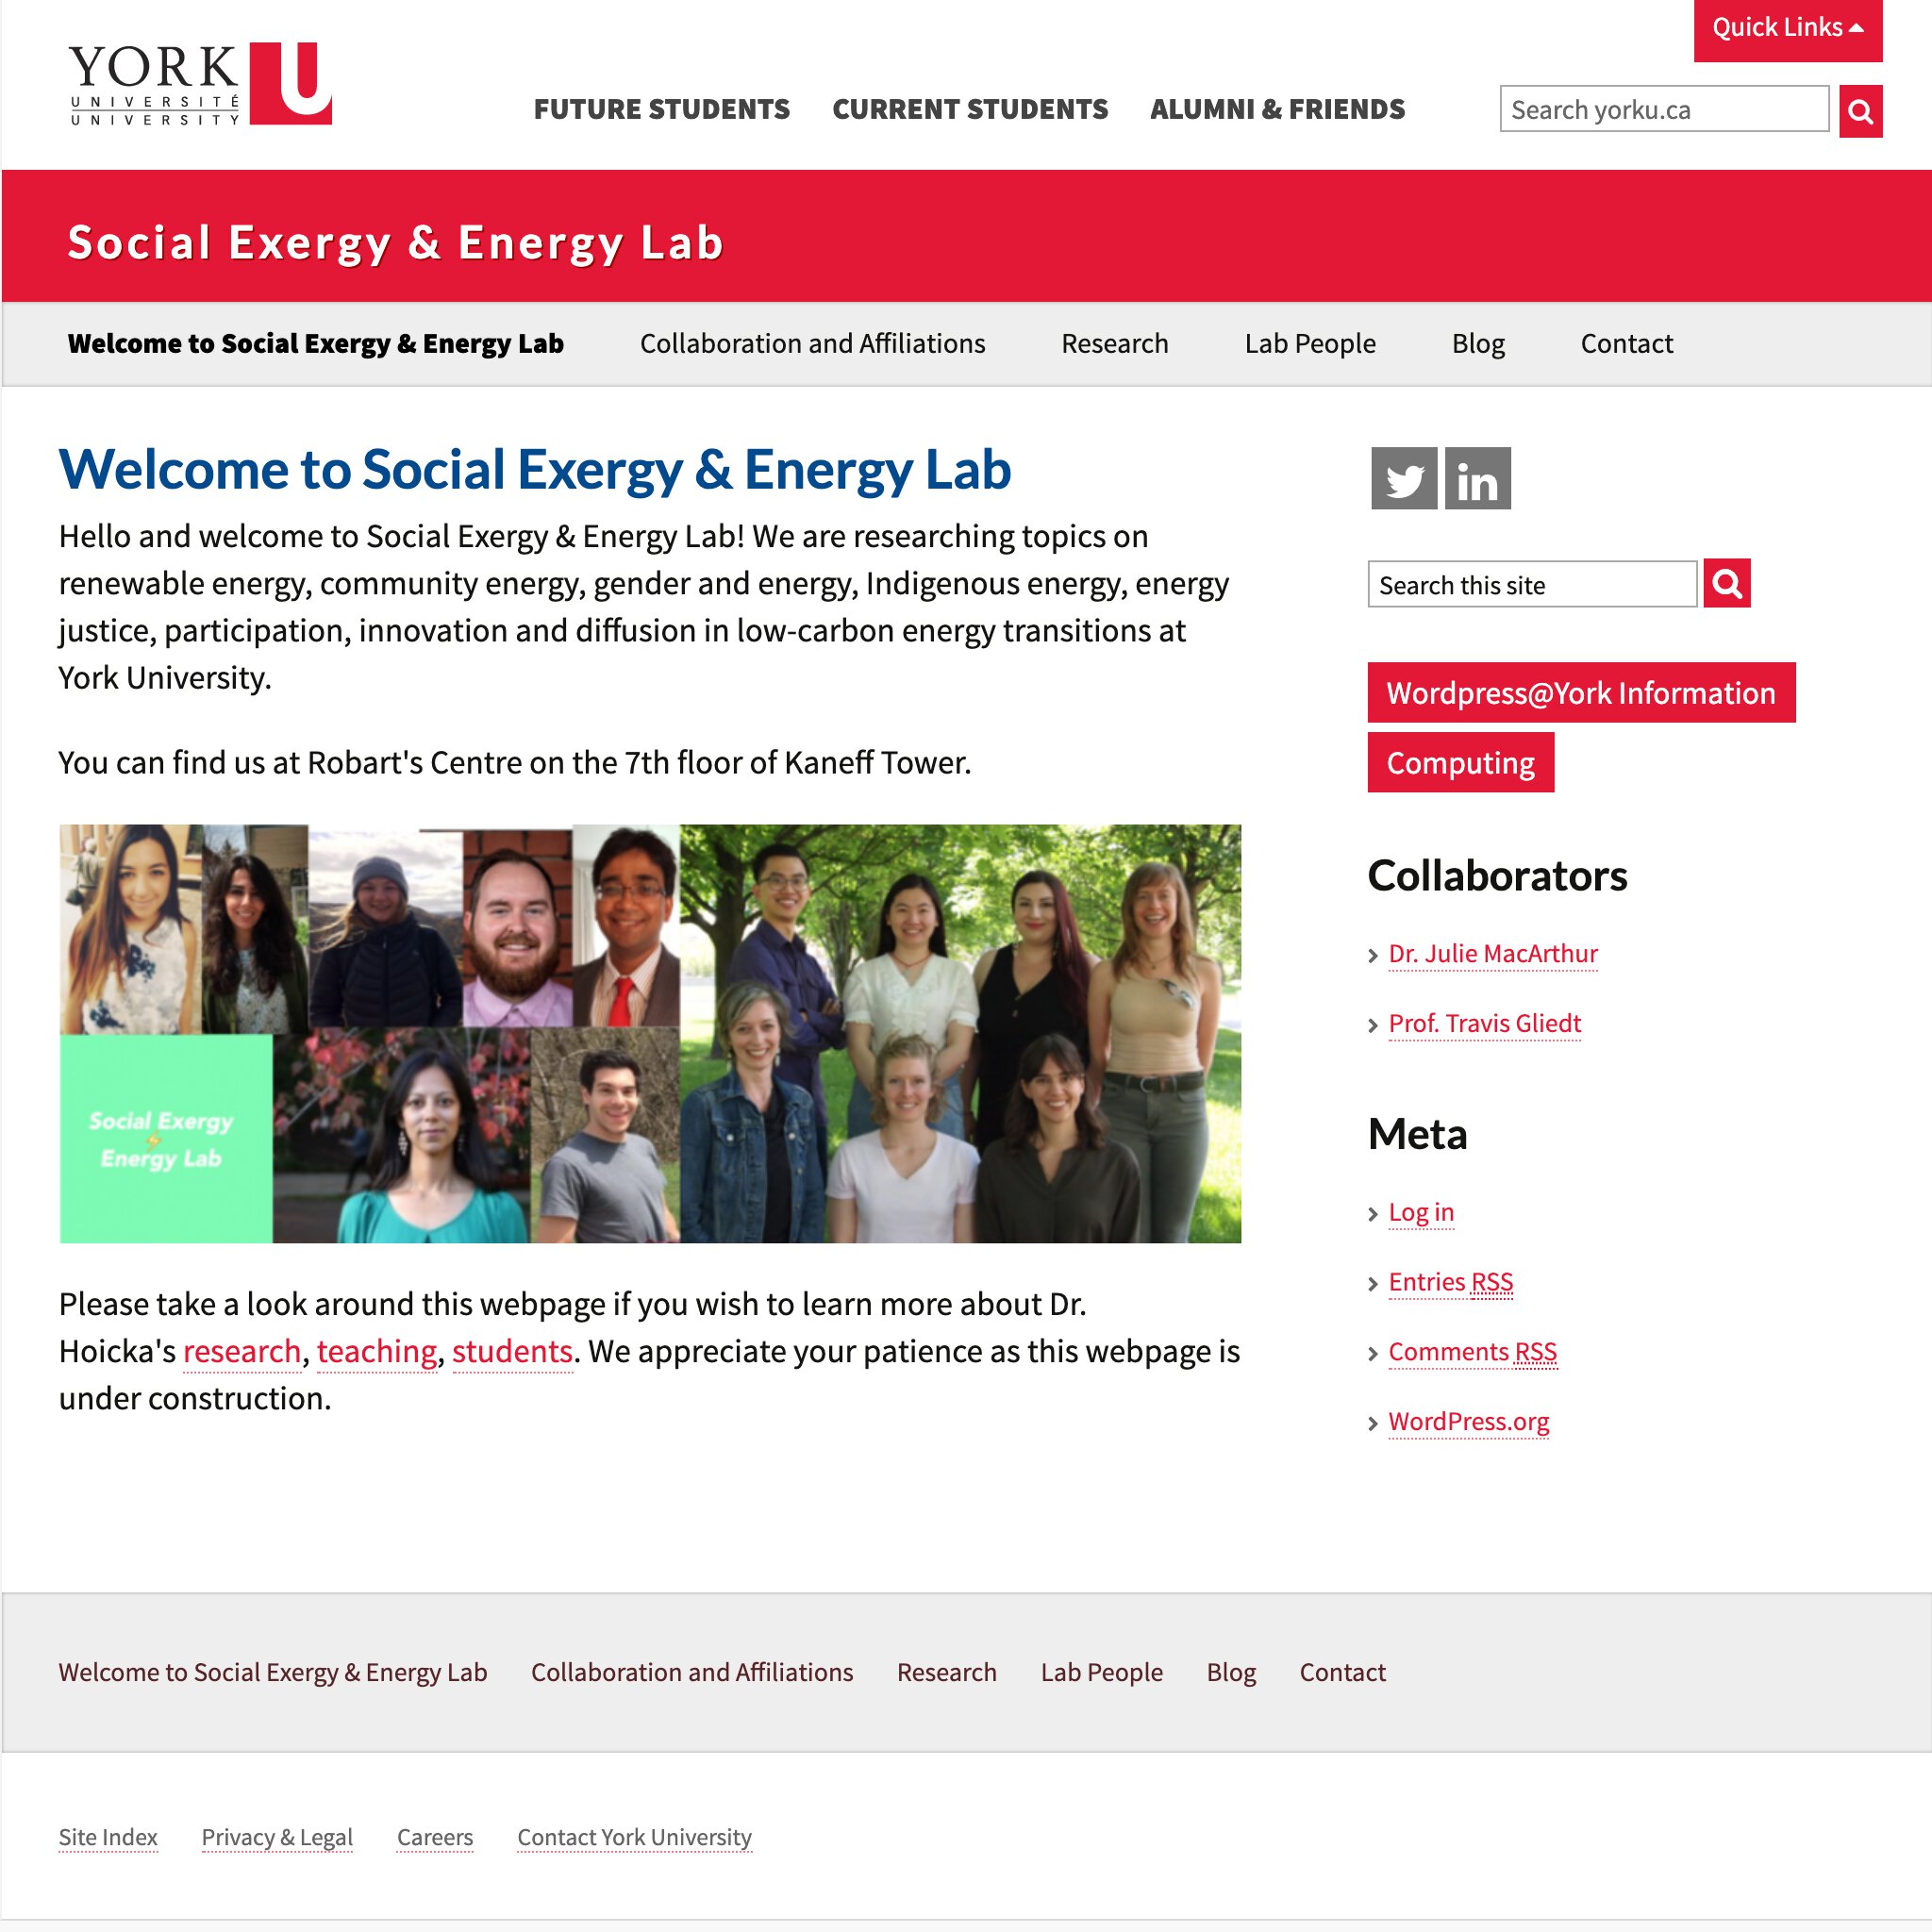 Quick Links
YORK
UNIVERSITÉ
UNIVERSITY
U
FUTURE STUDENTS
CURRENT STUDENTS
ALUMNI & FRIENDS
Search yorku.ca
Social Exergy & Energy Lab
Welcome to Social Exergy & Energy Lab
Collaboration and Affiliations
Research
Lab People
Blog
Contact
Welcome to Social Exergy & Energy Lab
Hello and welcome to Social Exergy & Energy Lab! We are researching topics on
renewable energy, community energy, gender and energy, Indigenous energy, energy
justice, participation, innovation and diffusion in low-carbon energy transitions at
York University.
You can find us at Robart's Centre on the 7th floor of Kaneff Tower.
Social Exergy
Energy Lab
Please take a look around this webpage if you wish to learn more about Dr.
Hoicka's research, teaching, students. We appreciate your patience as this webpage is
under construction.
in
Search this site
Wordpress@York Information
Computing
Collaborators
Dr. Julie MacArthur
Prof. Travis Gliedt
Meta
Log in
Entries RSS
Comments RSS
WordPress.org
Welcome to Social Exergy & Energy Lab
Collaboration and Affiliations
Research
Lab People
Blog
Contact
Site Index
Privacy & Legal
Careers
Contact York University